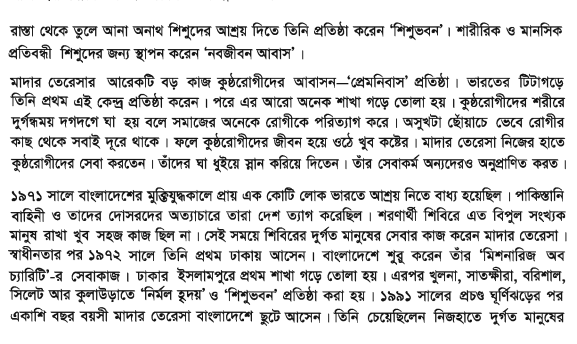 রাস্তা থেকে তুলে আনা অনাথ শিশুদের আশ্রয় দিতে তিনি প্রতিষ্ঠা করেন ‘শিশুভবন’। শারীরিক ও মানসিক
প্রতিবন্ধী শিশুদের জন্য স্থাপন করেন ‘নবজীবন আবাস’।
মাদার তেরেসার আরেকটি বড় কাজ কুষ্ঠরোগীদের আবাসন—‘প্রেমনিবাস’ প্রতিষ্ঠা। ভারতের টিটাগড়ে
তিনি প্রথম এই কেন্দ্র প্রতিষ্ঠা করেন। পরে এর আরো অনেক শাখা গড়ে তোলা হয়। কুষ্ঠরোগীদের শরীরে
দুর্গন্ধময় দগদগে ঘা হয় বলে সমাজের অনেকে রোগীকে পরিত্যাগ করে। অসুখটা ছোঁয়াচে ভেবে রোগীর
কাছ থেকে সবাই দূরে থাকে। ফলে কুষ্ঠরোগীদের জীবন হয়ে ওঠে খুব কষ্টের। মাদার তেরেসা নিজের হাতে
কুষ্ঠরোগীদের সেবা করতেন। তাঁদের ঘা ধুইয়ে স্নান করিয়ে দিতেন। তাঁর সেবাকর্ম অন্যদেরও অনুপ্রাণিত করত।
১৯৭১ সালে বাংলাদেশের মুক্তিযুদ্ধকালে প্রায় এক কোটি লোক ভারতে আশ্রয় নিতে বাধ্য হয়েছিল। পাকিস্তানি
বাহিনী ও তাদের দোসরদের অত্যাচারে তারা দেশ ত্যাগ করেছিল। শরণার্থী শিবিরে এত বিপুল সংখ্যক
মানুষ রাখা খুব সহজ কাজ ছিল না। সেই সময়ে শিবিরের দুর্গত মানুষের সেবার কাজ করেন মাদার তেরেসা।
স্বাধীনতার পর ১৯৭২ সালে তিনি প্রথম ঢাকায় আসেন। বাংলাদেশে শুরু করেন তাঁর ‘মিশনারিজ অব
চ্যারিটি’-র সেবাকাজ। ঢাকার ইসলামপুরে প্রথম শাখা গড়ে তোলা হয়। এরপর খুলনা, সাতক্ষীরা, বরিশাল,
সিলেট আর কুলাউড়াতে ‘নির্মল হৃদয়’ ও ‘শিশুভবন’ প্রতিষ্ঠা করা হয়। ১৯৯১ সালের প্রচণ্ড ঘূর্ণিঝড়ের পর
একাশি বছর বয়সী মাদার তেরেসা বাংলাদেশে ছুটে আসেন। তিনি চেয়েছিলেন নিজহাতে দুর্গত মানুষের